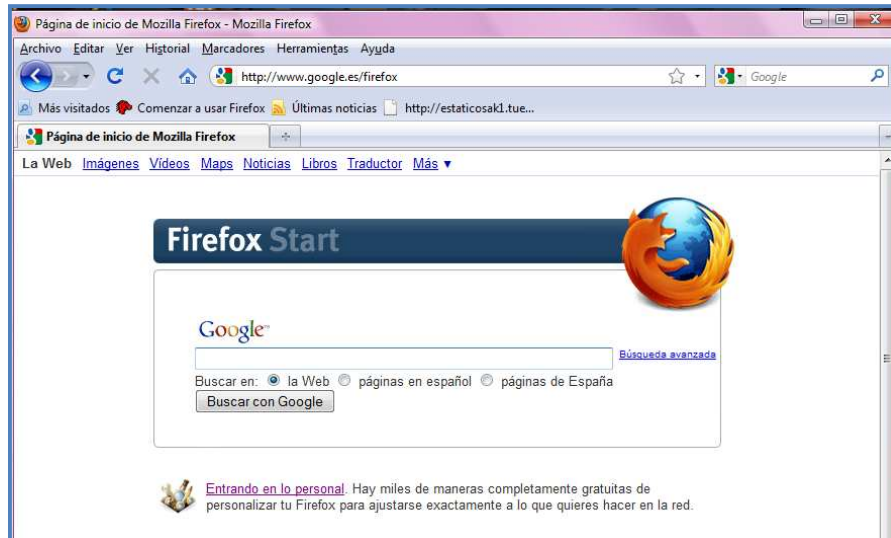 Página de inicio de Mozilla Firefox - Mozilla Firefox
Archivo Editar Ver Historial Marcadores Herramientas Ayuda
http://www.google.es/firefox Google
Más visitados Comenzar a usar Firefox Últimas noticias http://estaticosak1.tue...
Página de inicio de Mozilla Firefox
La Web Imágenes Vídeos Maps Noticias Libros Traductor Más ▼
Firefox Start
Google™
Búsqueda avanzada
Buscar en: la Web páginas en español páginas de España
Buscar con Google
Entrando en lo personal. Hay miles de maneras completamente gratuitas de
personalizar tu Firefox para ajustarse exactamente a lo que quieres hacer en la red.